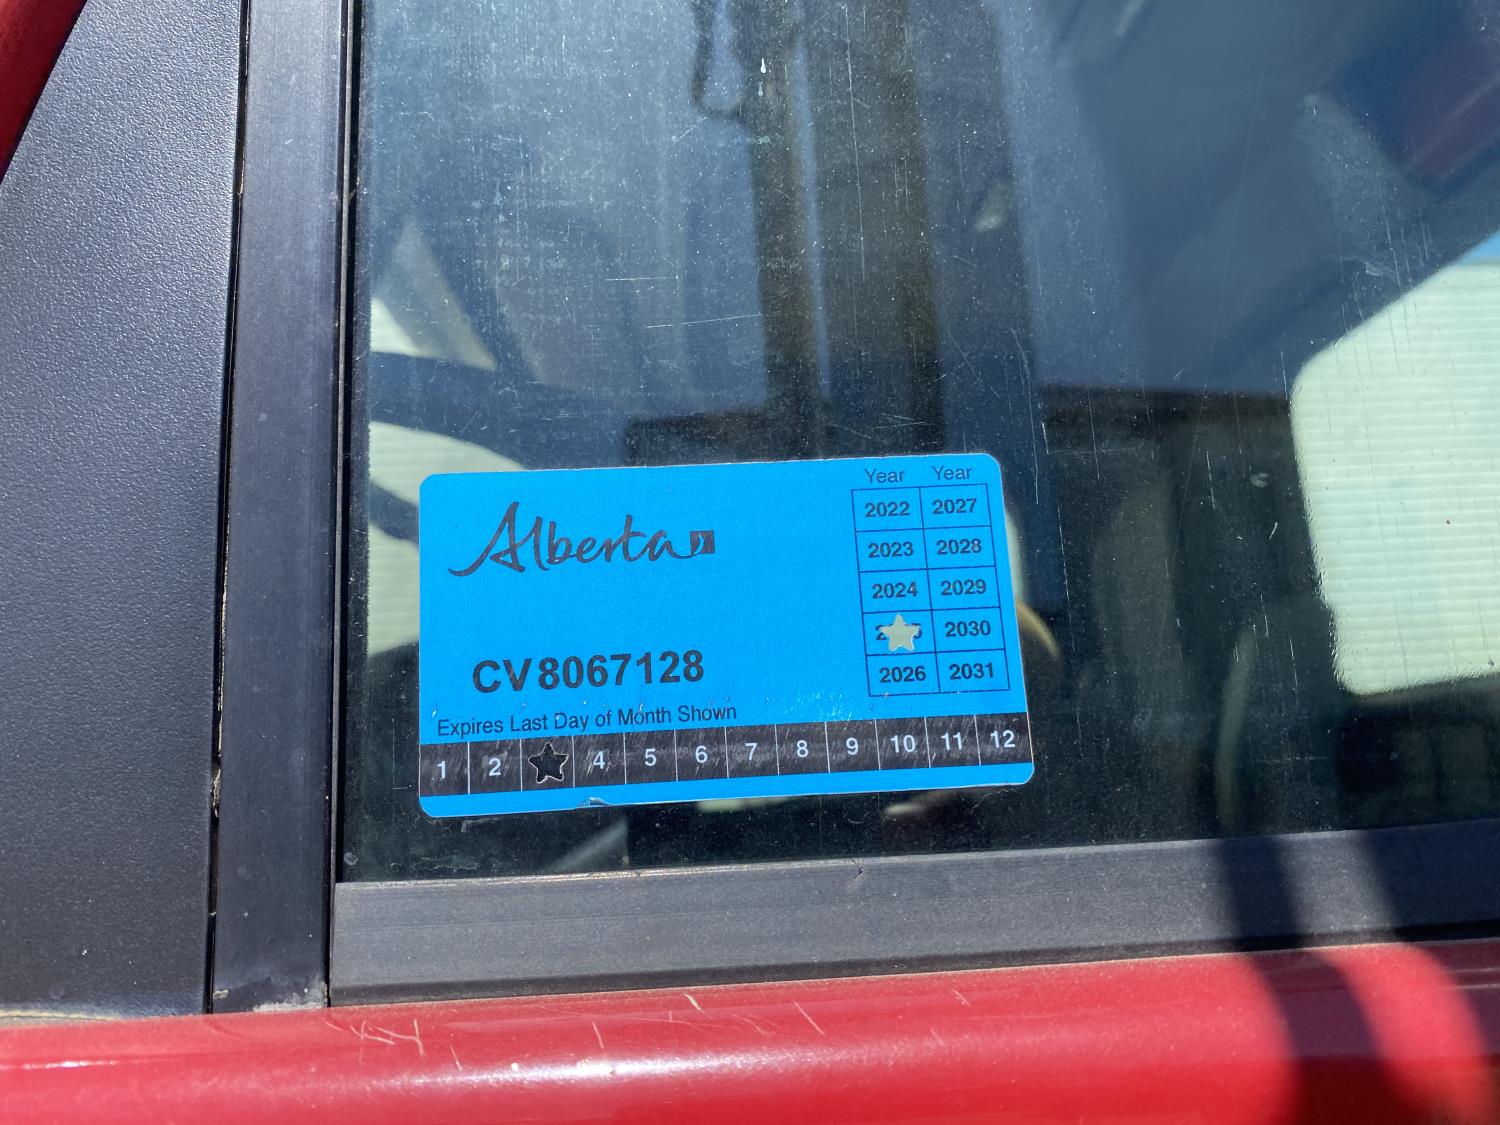 Alberta
Year Year
2022 2027
2023 2028
2024 2029
2030
2026 2031
CV8067128
Expires Last Day of Month Shown
1 2 4 5 6 7 8 9 10 11 12